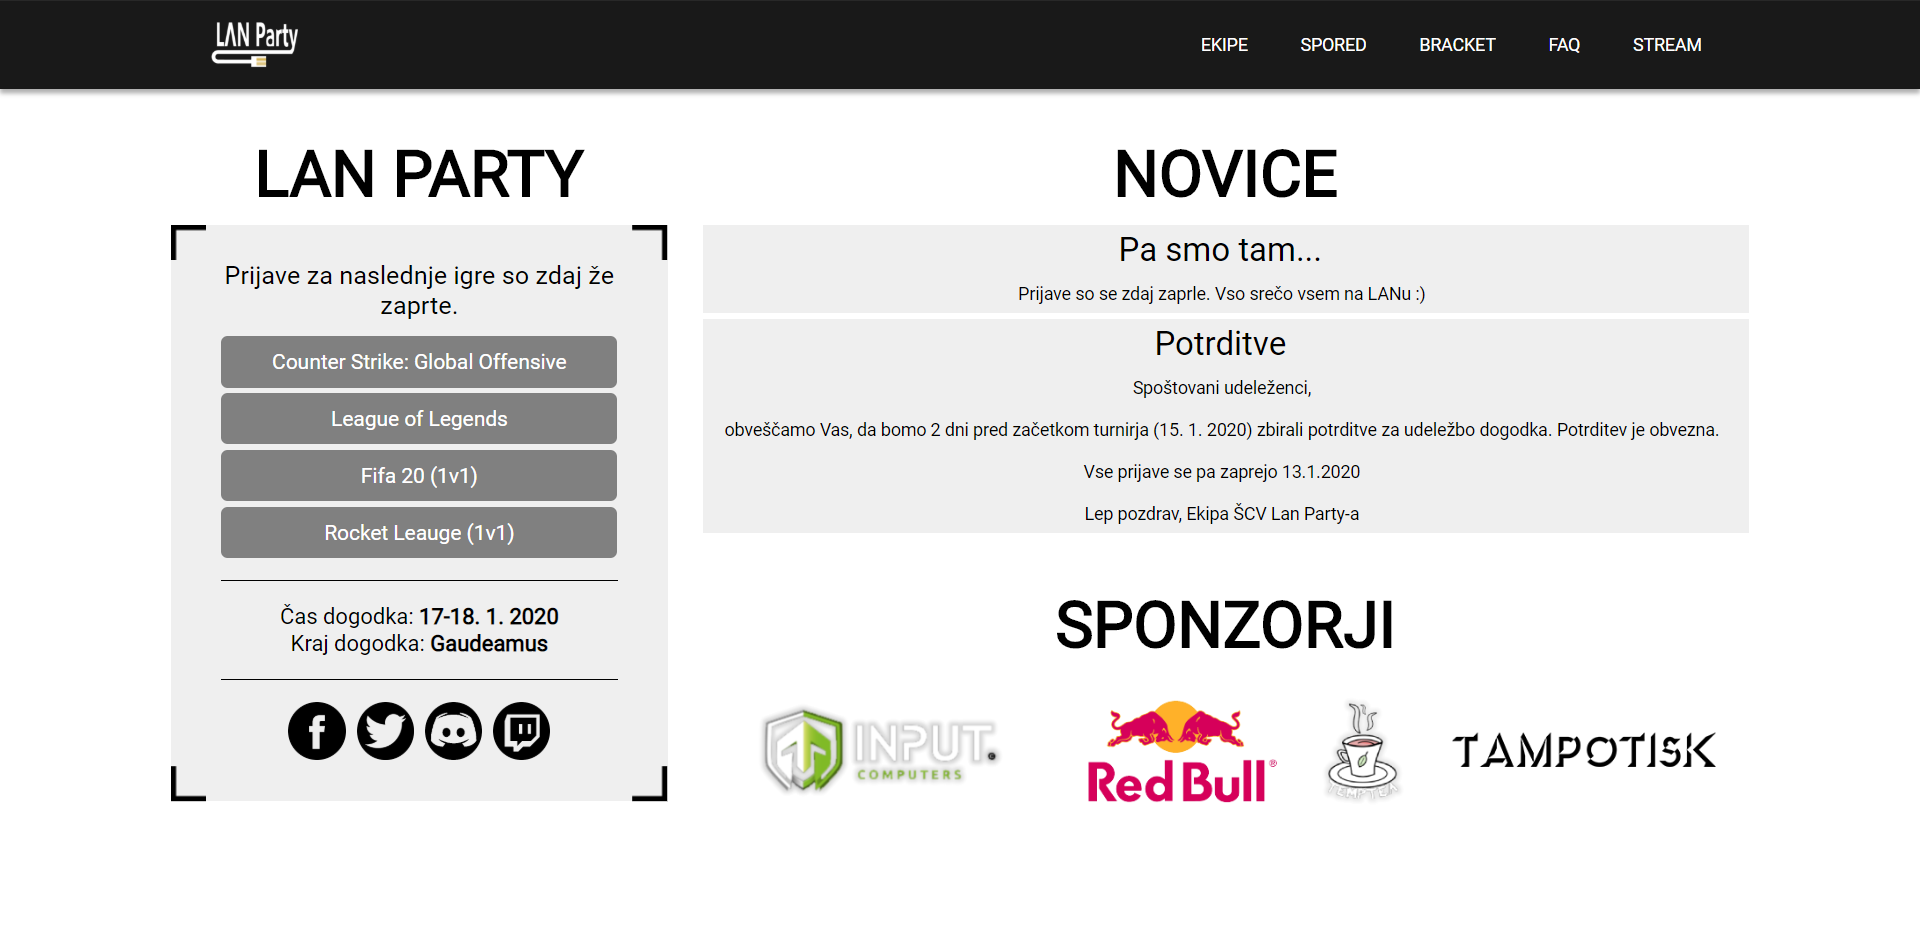 LAN Party
EKIPE SPORED BRACKET FAQ STREAM
LAN PARTY
Prijave za naslednje igre so zdaj že
zaprte.
Counter Strike: Global Offensive
League of Legends
Fifa 20 (1v1)
Rocket Leauge (1v1)
Čas dogodka: 17-18. 1. 2020
Kraj dogodka: Gaudeamus
NOVICE
Pa smo tam...
Prijave so se zdaj zaprle. Vso srečo vsem na LANu :)
Potrditve
Spoštovani udeleženci,
obveščamo Vas, da bomo 2 dni pred začetkom turnirja (15. 1. 2020) zbirali potrditve za udeležbo dogodka. Potrditev je obvezna.
Vse prijave se pa zaprejo 13.1.2020
Lep pozdrav, Ekipa ŠCV Lan Party-a
SPONZORJI
INPUT.
COMPUTERS
Red Bull®
TEMPTEA
TAMPOTISK